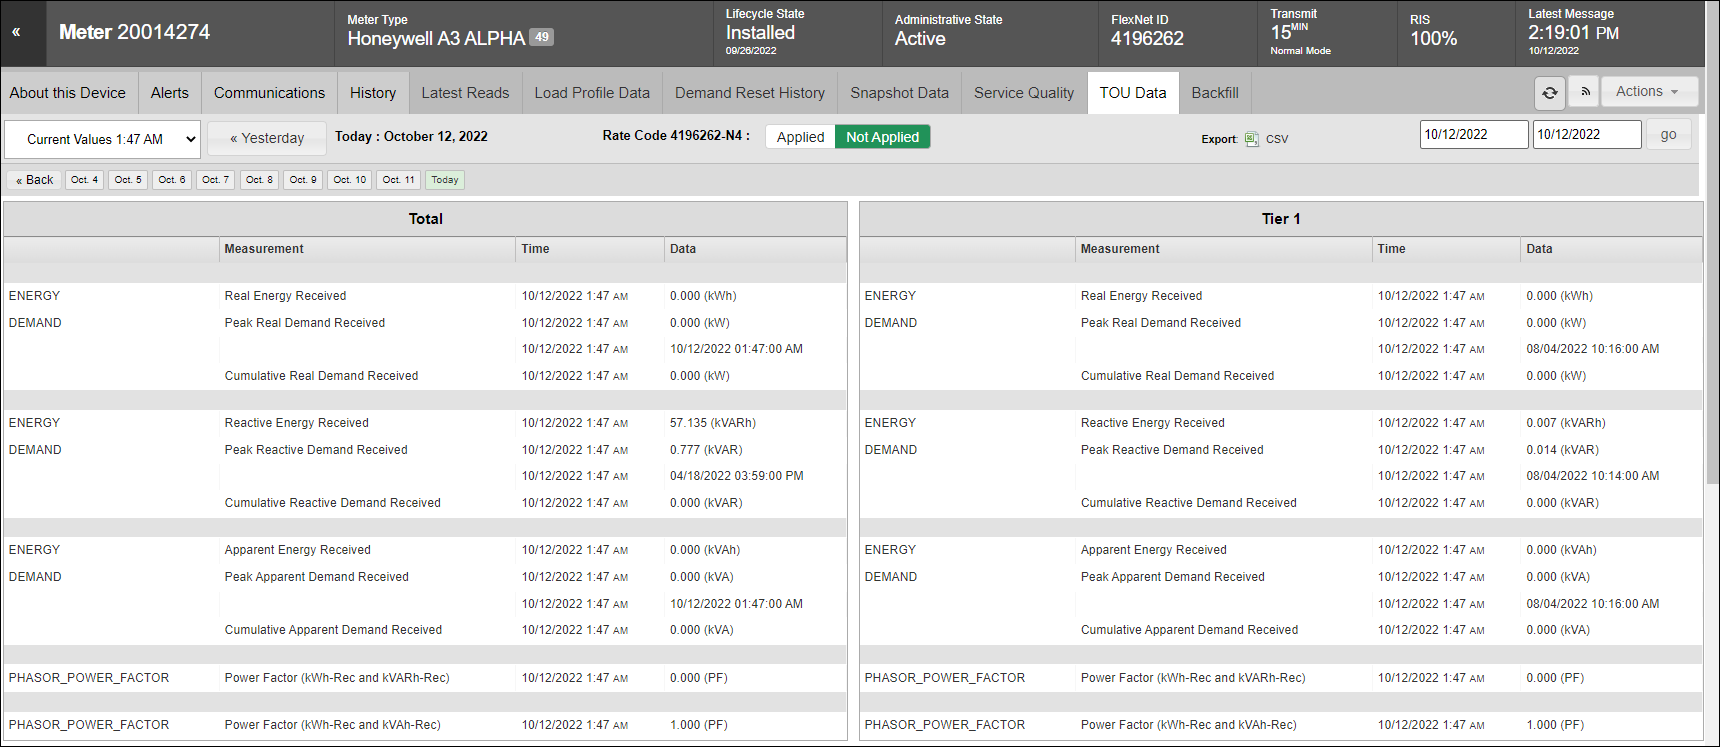 «
Meter 20014274
Meter Type
Honeywell A3 ALPHA 49
Lifecycle State
Installed
09/26/2022
Administrative State
Active
FlexNet ID
4196262
Transmit
15MIN
Normal Mode
RIS
100%
Latest Message
2:19:01 PM
10/12/2022
About this Device Alerts Communications History Latest Reads Load Profile Data Demand Reset History Snapshot Data Service Quality TOU Data Backfill Actions
Current Values 1:47 AM « Yesterday Today : October 12, 2022 Rate Code 4196262-N4 : Applied Not Applied Export: CSV 10/12/2022 10/12/2022 go
« Back Oct. 4 Oct. 5 Oct. 6 Oct. 7 Oct. 8 Oct. 9 Oct. 10 Oct. 11 Today
Total
Measurement Time Data
ENERGY Real Energy Received 10/12/2022 1:47 AM 0.000 (kWh)
DEMAND Peak Real Demand Received 10/12/2022 1:47 AM 0.000 (kW)
10/12/2022 1:47 AM 10/12/2022 01:47:00 AM
Cumulative Real Demand Received 10/12/2022 1:47 AM 0.000 (kW)
ENERGY Reactive Energy Received 10/12/2022 1:47 AM 57.135 (kVARh)
DEMAND Peak Reactive Demand Received 10/12/2022 1:47 AM 0.777 (kVAR)
10/12/2022 1:47 AM 04/18/2022 03:59:00 PM
Cumulative Reactive Demand Received 10/12/2022 1:47 AM 0.000 (kVAR)
ENERGY Apparent Energy Received 10/12/2022 1:47 AM 0.000 (kVAh)
DEMAND Peak Apparent Demand Received 10/12/2022 1:47 AM 0.000 (kVA)
10/12/2022 1:47 AM 10/12/2022 01:47:00 AM
Cumulative Apparent Demand Received 10/12/2022 1:47 AM 0.000 (kVA)
PHASOR_POWER_FACTOR Power Factor (kWh-Rec and kVARh-Rec) 10/12/2022 1:47 AM 0.000 (PF)
PHASOR_POWER_FACTOR Power Factor (kWh-Rec and kVAh-Rec) 10/12/2022 1:47 AM 1.000 (PF)
Tier 1
Measurement Time Data
ENERGY Real Energy Received 10/12/2022 1:47 AM 0.000 (kWh)
DEMAND Peak Real Demand Received 10/12/2022 1:47 AM 0.000 (kW)
10/12/2022 1:47 AM 08/04/2022 10:16:00 AM
Cumulative Real Demand Received 10/12/2022 1:47 AM 0.000 (kW)
ENERGY Reactive Energy Received 10/12/2022 1:47 AM 0.007 (kVARh)
DEMAND Peak Reactive Demand Received 10/12/2022 1:47 AM 0.014 (kVAR)
10/12/2022 1:47 AM 08/04/2022 10:14:00 AM
Cumulative Reactive Demand Received 10/12/2022 1:47 AM 0.000 (kVAR)
ENERGY Apparent Energy Received 10/12/2022 1:47 AM 0.000 (kVAh)
DEMAND Peak Apparent Demand Received 10/12/2022 1:47 AM 0.000 (kVA)
10/12/2022 1:47 AM 08/04/2022 10:16:00 AM
Cumulative Apparent Demand Received 10/12/2022 1:47 AM 0.000 (kVA)
PHASOR_POWER_FACTOR Power Factor (kWh-Rec and kVARh-Rec) 10/12/2022 1:47 AM 0.000 (PF)
PHASOR_POWER_FACTOR Power Factor (kWh-Rec and kVAh-Rec) 10/12/2022 1:47 AM 1.000 (PF)